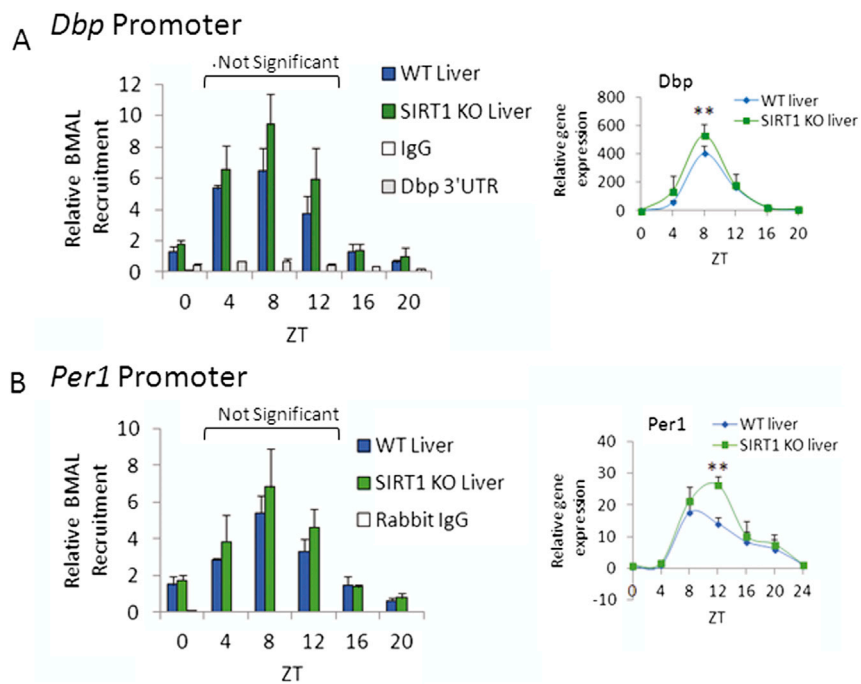 A
Dbp Promoter
.Not Significant
Relative BMAL
Recruitment
12
10
8
6
4
2
0
0 4 8 12 16 20
ZT
WT Liver
SIRT1 KO Liver
IgG
Dbp 3'UTR
Dbp
WT liver
SIRT1 KO liver
**
Relative gene
expression
800
600
400
200
0
0 4 8 12 16 20
ZT
B
Per1 Promoter
Not Significant
Relative BMAL
Recruitment
10
8
6
4
2
0
0 4 8 12 16 20
ZT
WT Liver
SIRT1 KO Liver
Rabbit IgG
Per1
WT liver
SIRT1 KO liver
**
Relative gene
expression
40
30
20
10
0
-10
0 4 8 12 16 20 24
ZT